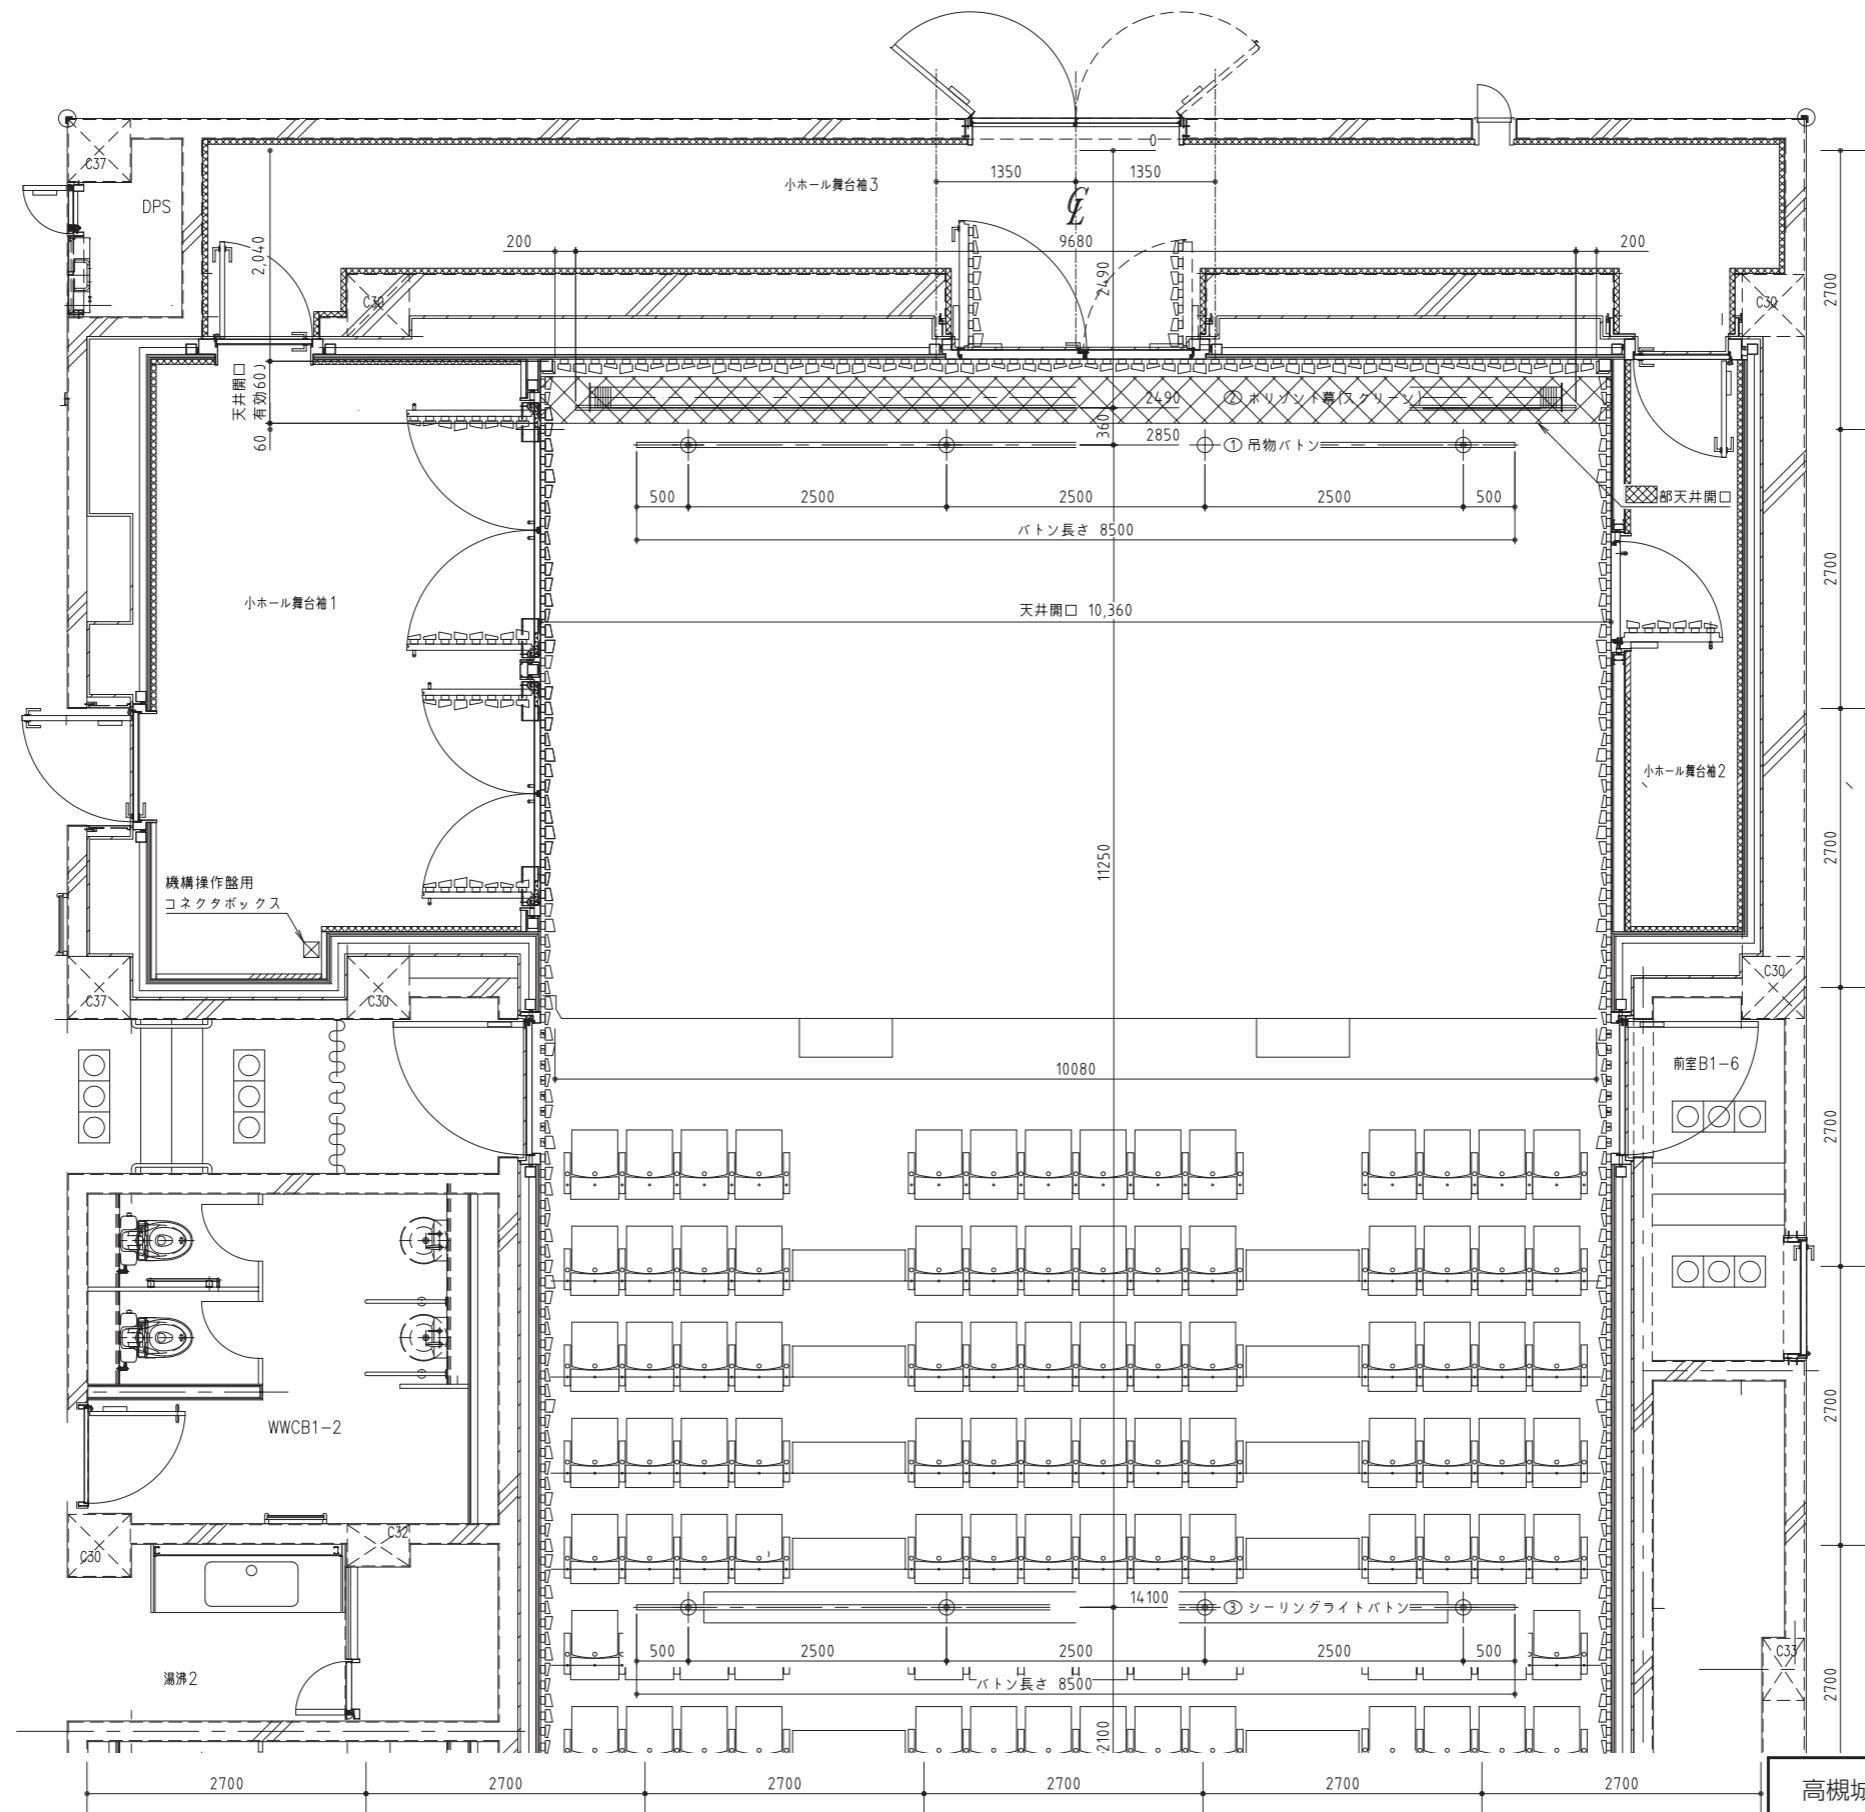 C37
DPS
小ホール舞台袖3
0
1350
1350
CL
2,040
200
9680
200
2490
2700
C30
C30
天井開口
有効60
60
2490
② ホリゾント幕(スクリーン)
360
2850
① 吊物バトン
500
2500
2500
2500
500
部天井開口
バトン長さ 8500
2700
小ホール舞台袖1
天井開口 10,360
小ホール舞台袖2
2700
11250
機構操作盤用
コネクタボックス
C37
C30
C30
前室B1-6
10080
2700
WWCB1-2
2700
C30
C32
14100
③ シーリングライトバトン
500
2500
2500
2500
500
バトン長さ 8500
湯沸2
C33
2700
2100
2700
2700
2700
2700
2700
2700
高槻城